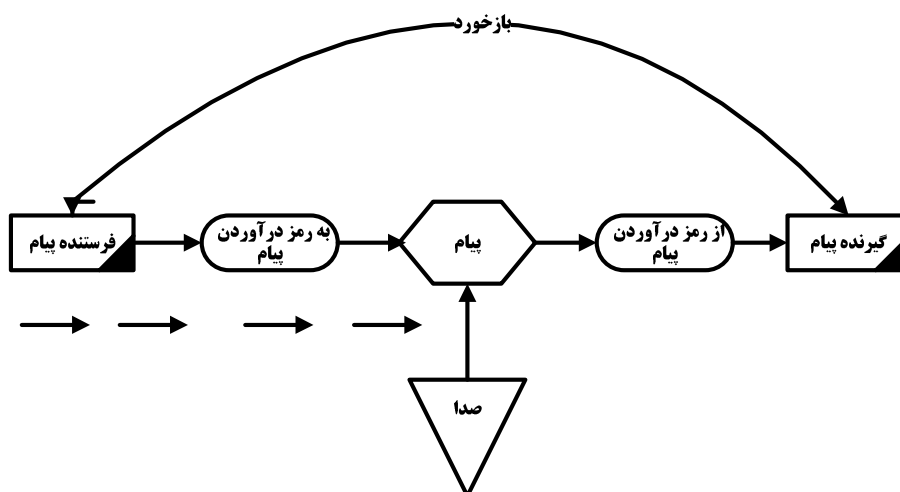 بازخورد
فرستنده پیام
به رمز درآوردن
پیام
پیام
از رمز درآوردن
پیام
گیرنده پیام
صدا